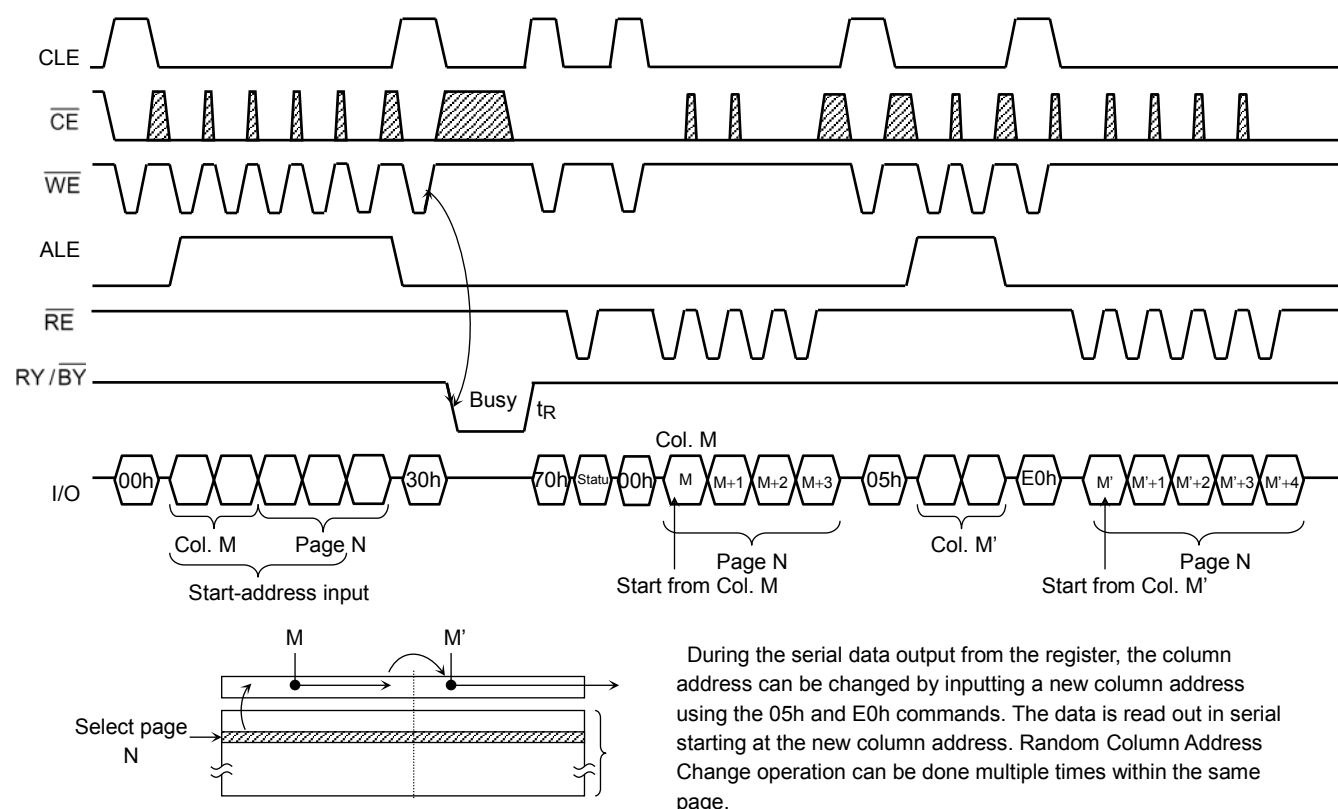 CLE
CE
WE
ALE
RE
RY / BY
Busy
tR
Col. M
I/O
00h
30h
70h
Statu
00h
M
M+1
M+2
M+3
05h
E0h
M'
M'+1
M'+2
M'+3
M'+4
Col. M
Page N
Start-address input
Page N
Start from Col. M
Col. M'
Page N
Start from Col. M'
M
M'
Select page
N
During the serial data output from the register, the column
address can be changed by inputting a new column address
using the 05h and E0h commands. The data is read out in serial
starting at the new column address. Random Column Address
Change operation can be done multiple times within the same
page.